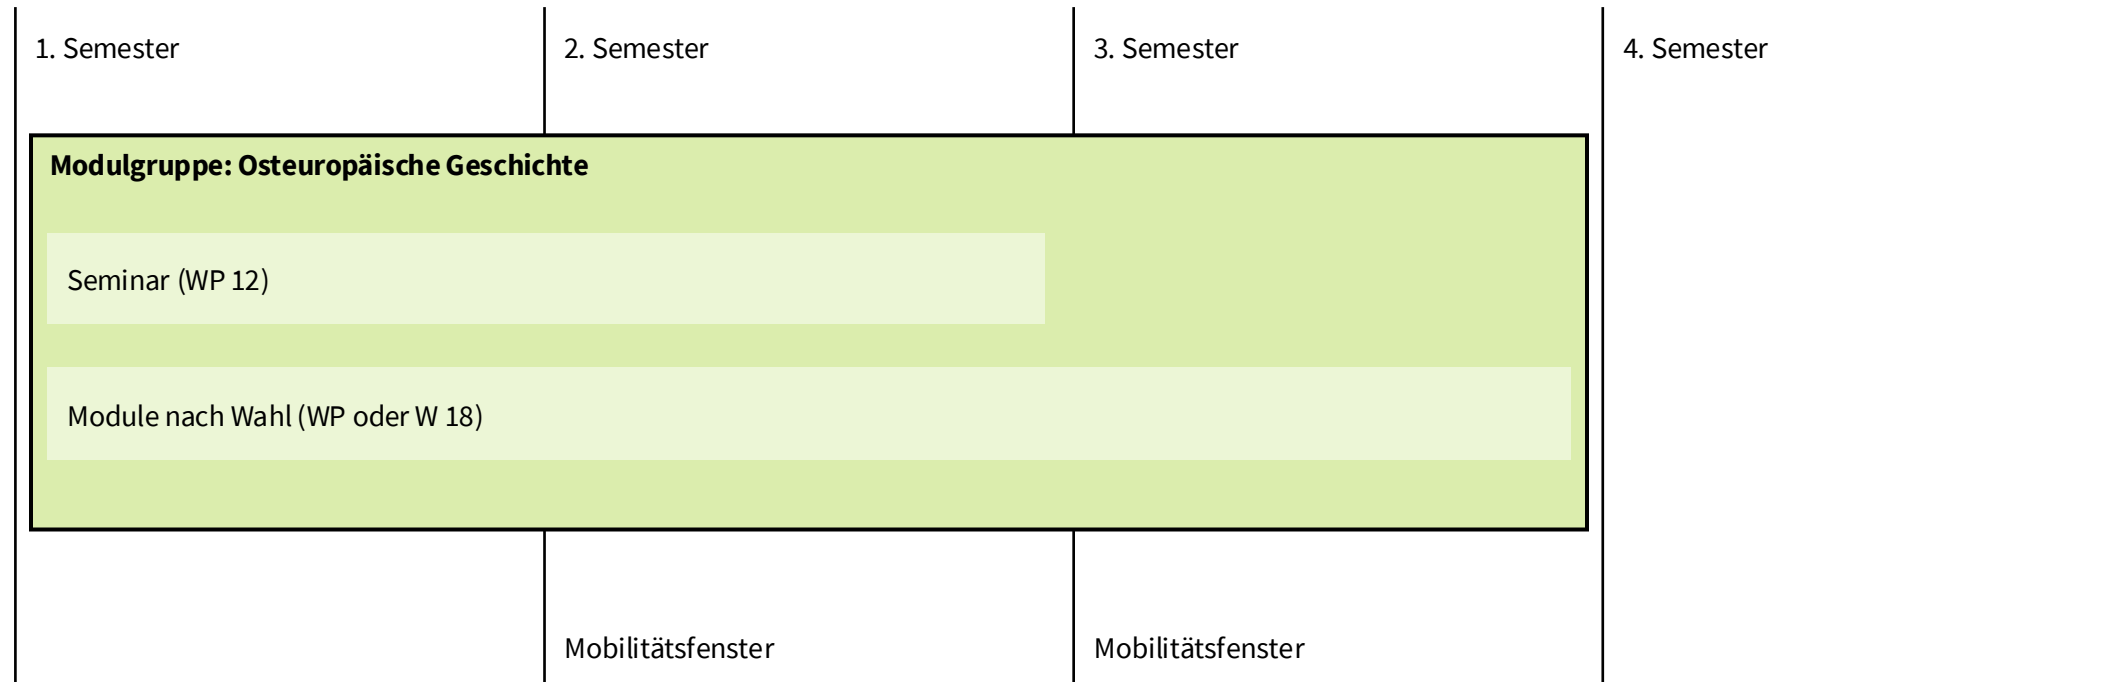 1. Semester
2. Semester
3. Semester
4. Semester
Modulgruppe: Osteuropäische Geschichte
Seminar (WP 12)
Module nach Wahl (WP oder W 18)
Mobilitätsfenster
Mobilitätsfenster